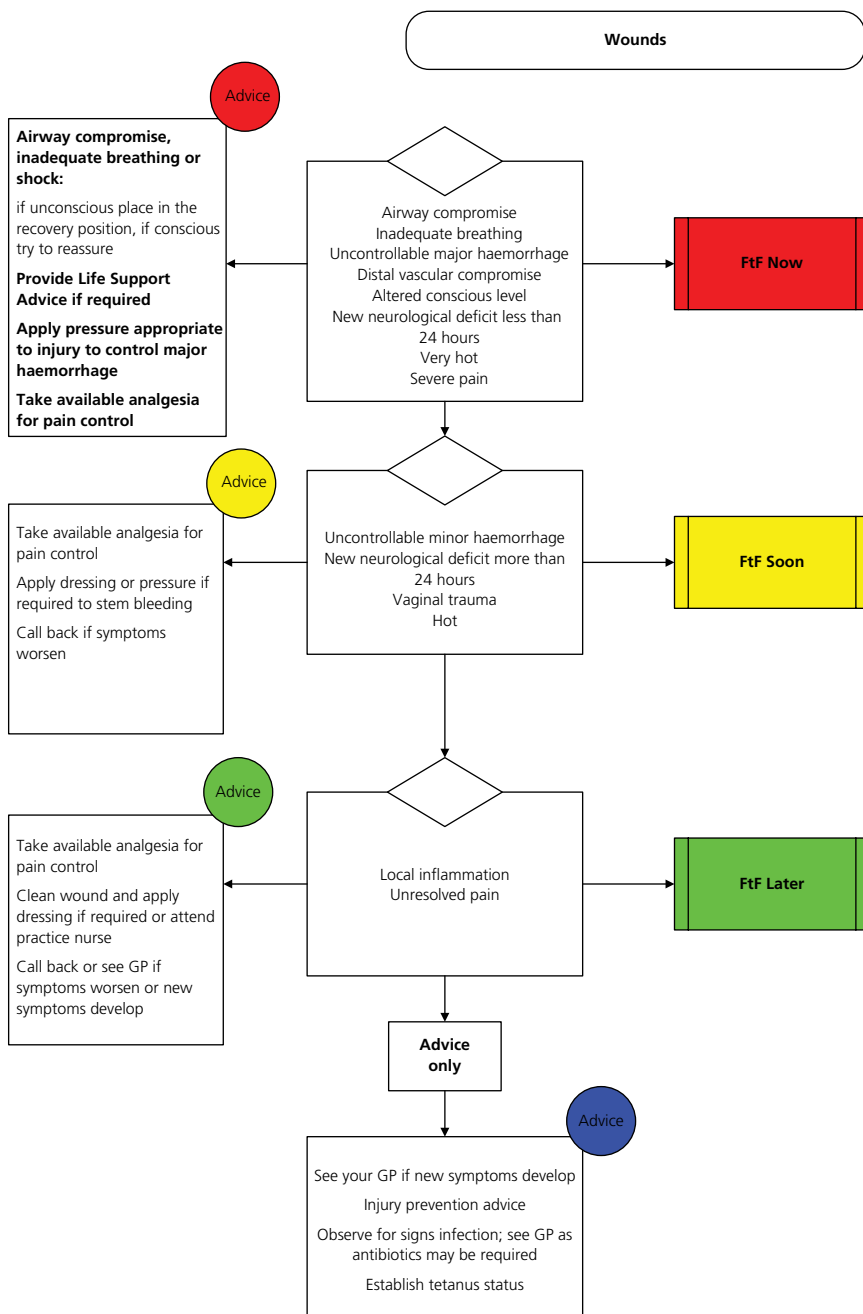 Wounds
Advice
Airway compromise,
inadequate breathing or
shock:
if unconscious place in the
recovery position, if conscious
try to reassure
Provide Life Support
Advice if required
Apply pressure appropriate
to injury to control major
haemorrhage
Take available analgesia
for pain control
Airway compromise
Inadequate breathing
Uncontrollable major haemorrhage
Distal vascular compromise
Altered conscious level
New neurological deficit less than
24 hours
Very hot
Severe pain
FtF Now
Advice
Take available analgesia for
pain control
Apply dressing or pressure if
required to stem bleeding
Call back if symptoms
worsen
Uncontrollable minor haemorrhage
New neurological deficit more than
24 hours
Vaginal trauma
Hot
FtF Soon
Advice
Take available analgesia for
pain control
Clean wound and apply
dressing if required or attend
practice nurse
Call back or see GP if
symptoms worsen or new
symptoms develop
Local inflammation
Unresolved pain
FtF Later
Advice
only
Advice
See your GP if new symptoms develop
Injury prevention advice
Observe for signs infection; see GP as
antibiotics may be required
Establish tetanus status